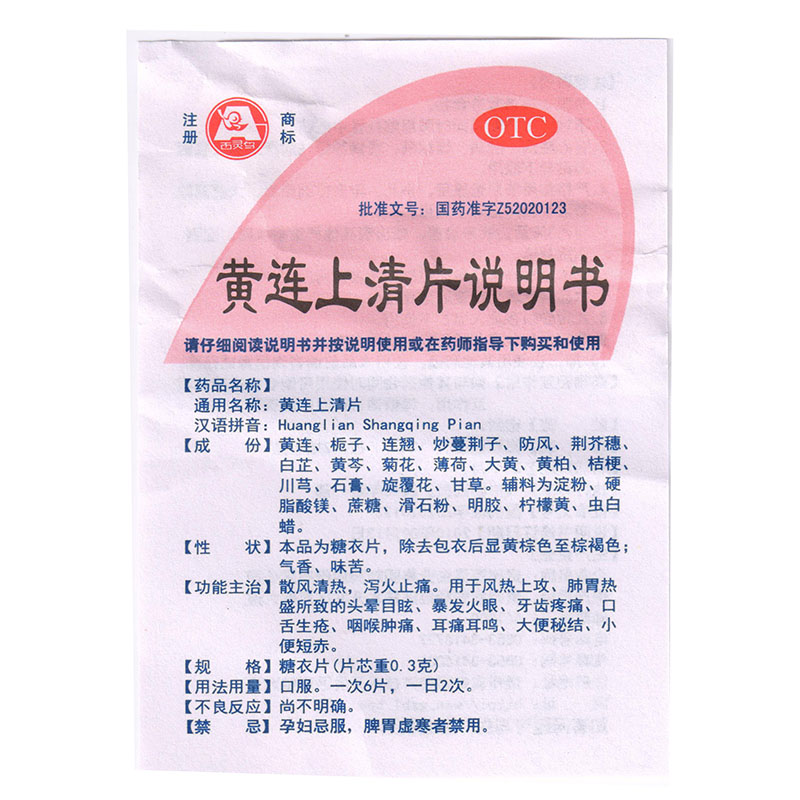 注册 商标
西灵鸟
OTC
批准文号：国药准字Z52020123
黄连上清片说明书
请仔细阅读说明书并按说明使用或在药师指导下购买和使用
【药品名称】
通用名称：黄连上清片
汉语拼音：Huanglian Shangqing Pian
【成 份】黄连、栀子、连翘、炒蔓荆子、防风、荆芥穗、
白芷、黄芩、菊花、薄荷、大黄、黄柏、桔梗、
川芎、石膏、旋覆花、甘草。辅料为淀粉、硬
脂酸镁、蔗糖、滑石粉、明胶、柠檬黄、虫白
蜡。
【性 状】本品为糖衣片，除去包衣后显黄棕色至棕褐色；
气香、味苦。
【功能主治】散风清热，泻火止痛。用于风热上攻、肺胃热
盛所致的头晕目眩、暴发火眼、牙齿疼痛、口
舌生疮、咽喉肿痛、耳痛耳鸣、大便秘结、小
便短赤。
【规 格】糖衣片(片芯重0.3克)
【用法用量】口服。一次6片，一日2次。
【不良反应】尚不明确。
【禁 忌】孕妇忌服，脾胃虚寒者禁用。